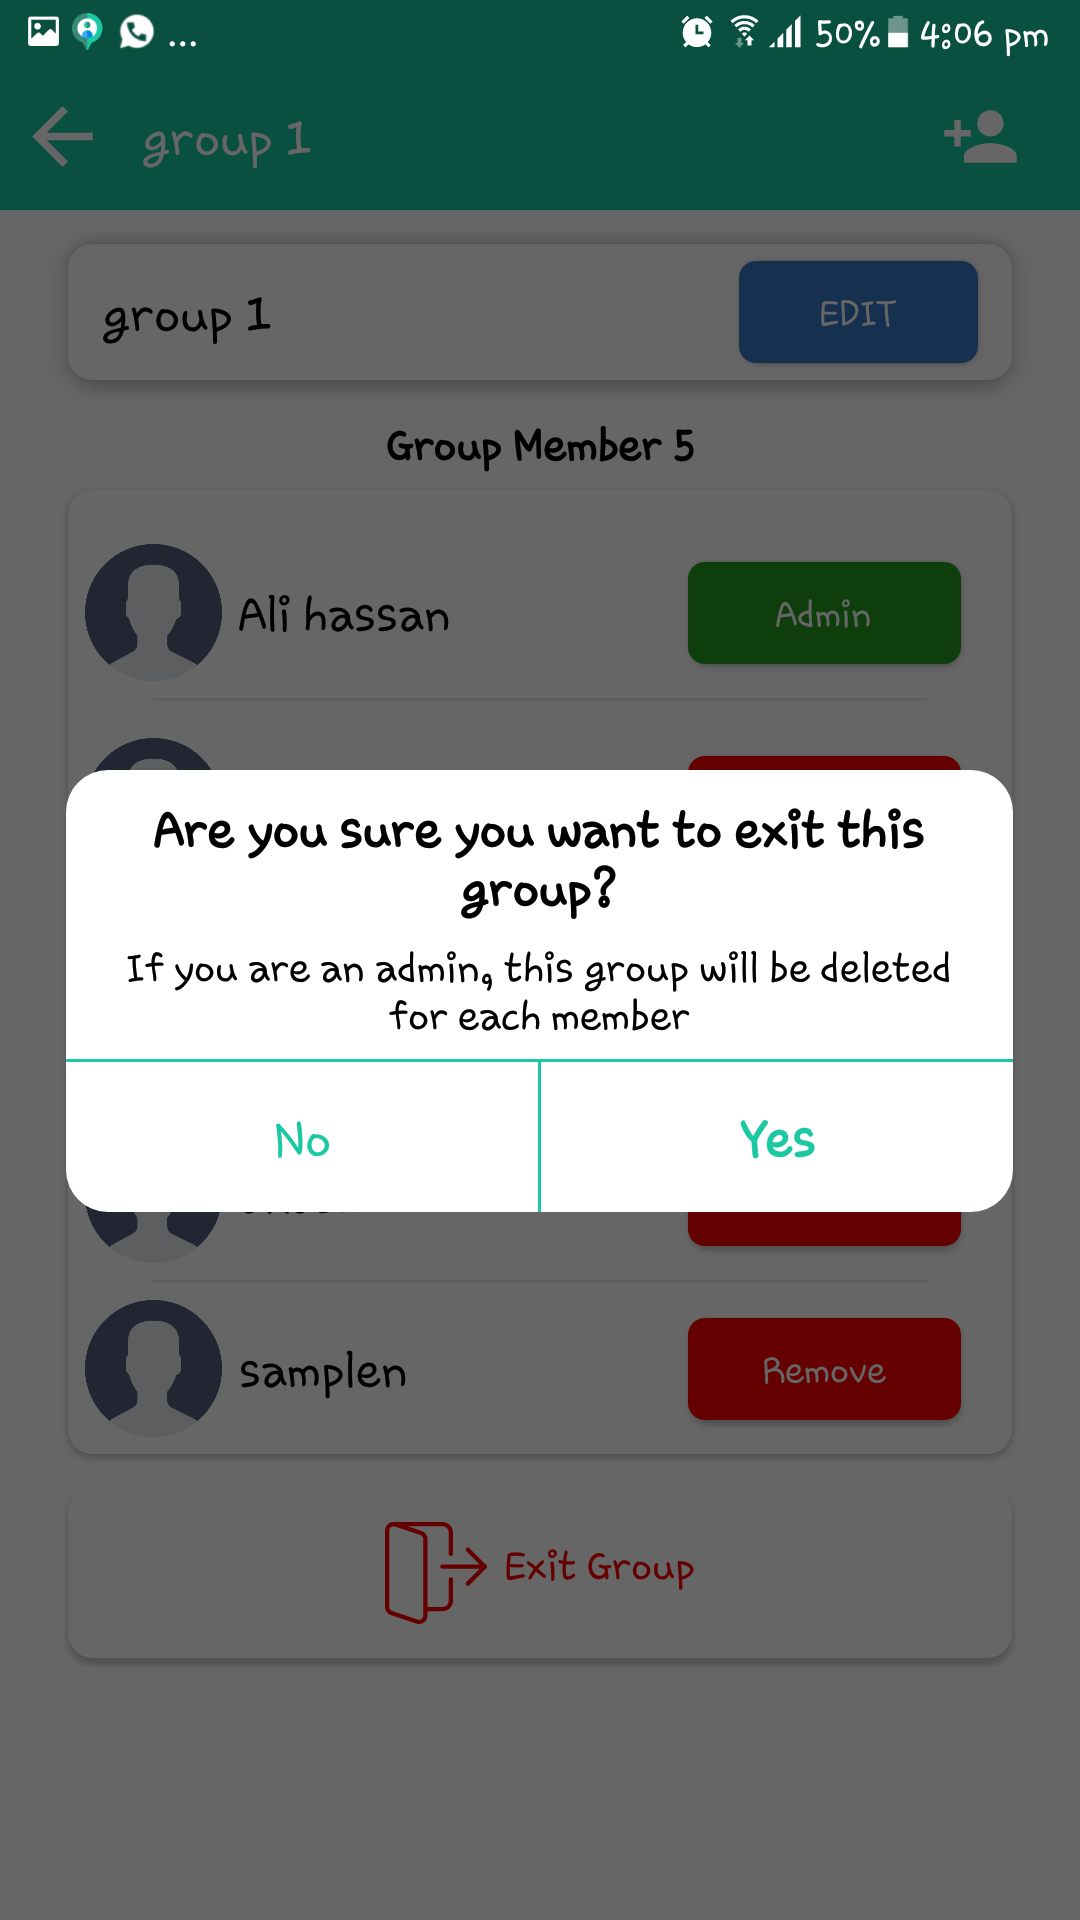 ... 50% 4:06 pm
group 1
group 1 EDIT
Group Member 5
Ali hassan Admin
Are you sure you want to exit this
group?
If you are an admin, this group will be deleted
for each member
No Yes
samplen Remove
Exit Group